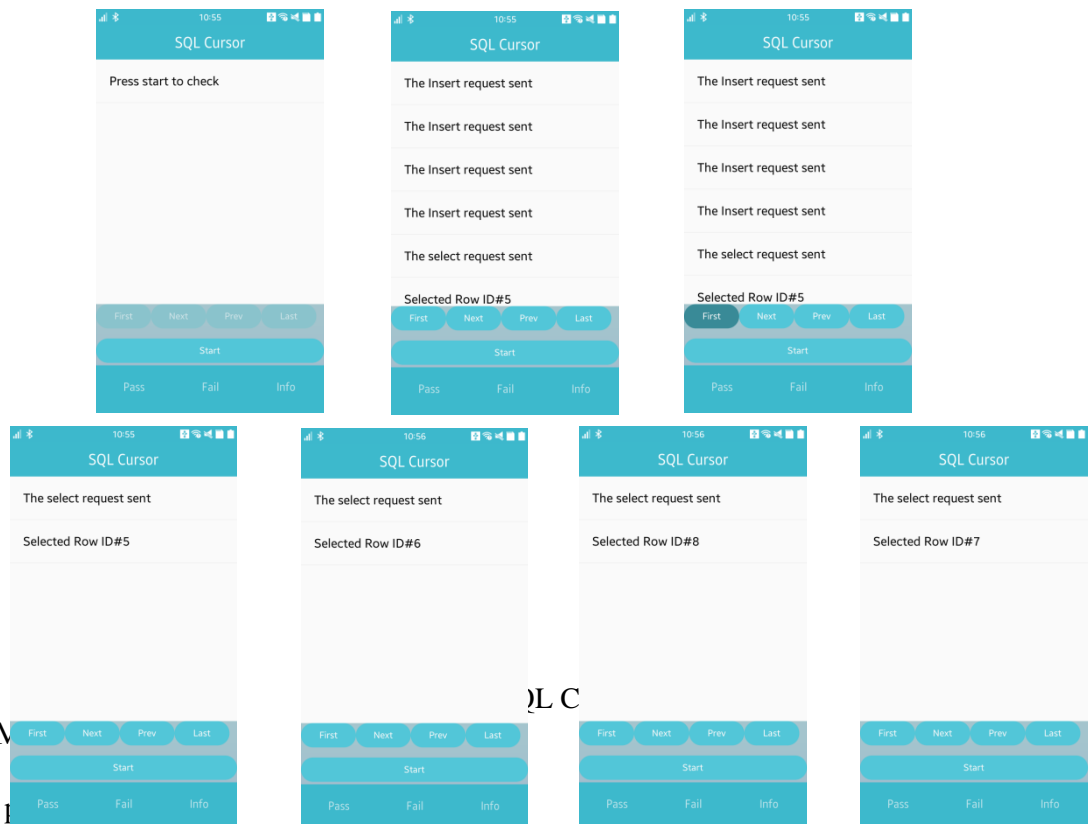 10:55
SQL Cursor
Press start to check
First Next Prev Last
Start
Pass Fail Info
10:55
SQL Cursor
The Insert request sent
The Insert request sent
The Insert request sent
The Insert request sent
The select request sent
Selected Row ID#5
First Next Prev Last
Start
Pass Fail Info
10:55
SQL Cursor
The Insert request sent
The Insert request sent
The Insert request sent
The Insert request sent
The select request sent
Selected Row ID#5
First Next Prev Last
Start
Pass Fail Info
10:55
SQL Cursor
The select request sent
Selected Row ID#5
First Next Prev Last
Start
Pass Fail Info
10:56
SQL Cursor
The select request sent
Selected Row ID#6
First Next Prev Last
Start
Pass Fail Info
QL C
10:56
SQL Cursor
The select request sent
Selected Row ID#8
First Next Prev Last
Start
Pass Fail Info
10:56
SQL Cursor
The select request sent
Selected Row ID#7
First Next Prev Last
Start
Pass Fail Info